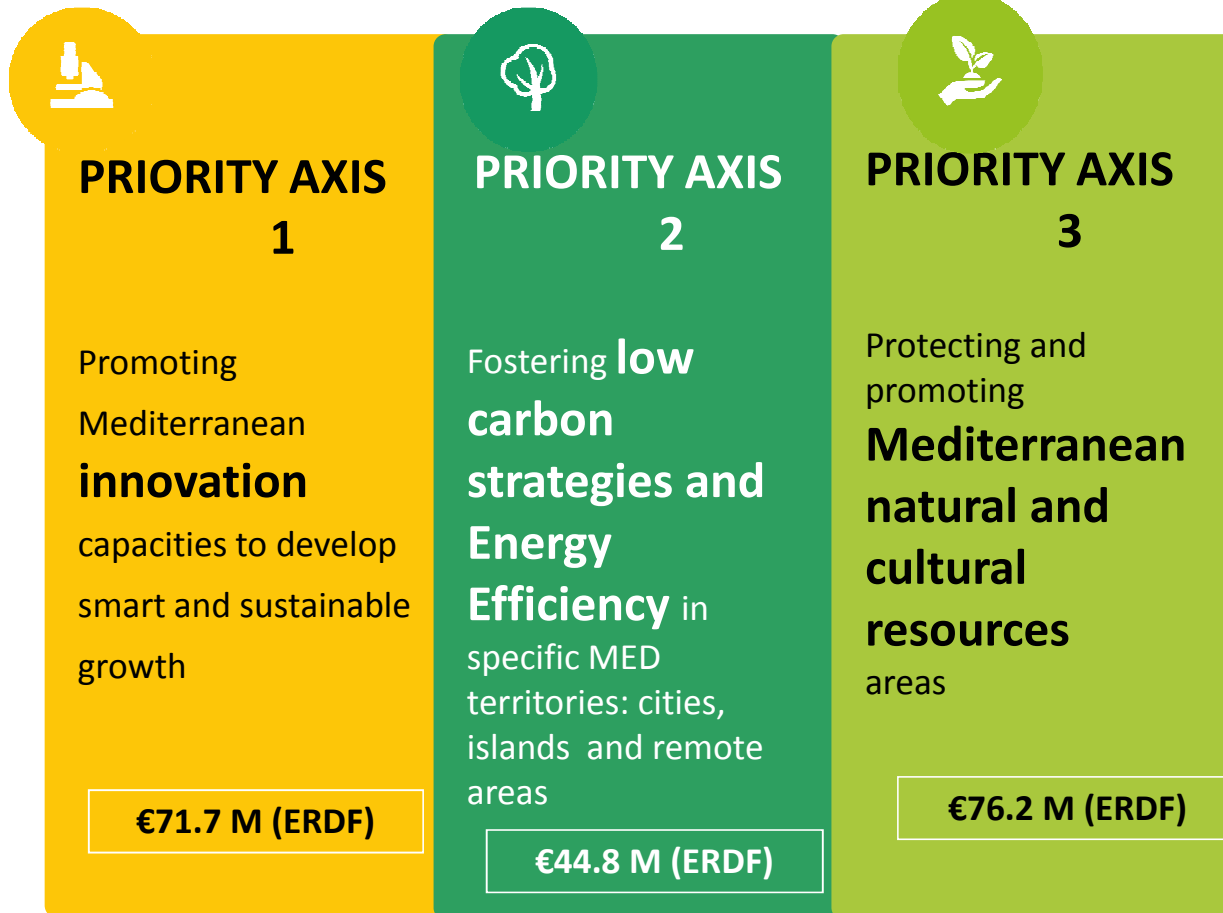 PRIORITY AXIS
1
Promoting
Mediterranean
innovation
capacities to develop
smart and sustainable
growth
€71.7 M (ERDF)
PRIORITY AXIS
2
Fostering low
carbon
strategies and
Energy
Efficiency in
specific MED
territories: cities,
islands and remote
areas
€44.8 M (ERDF)
PRIORITY AXIS
3
Protecting and
promoting
Mediterranean
natural and
cultural
resources
areas
€76.2 M (ERDF)